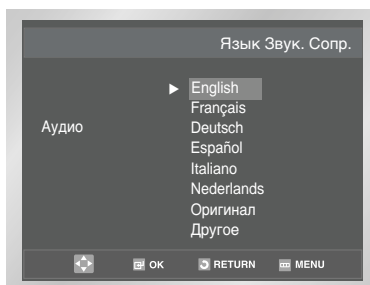 Язык Звук. Сопр.
English
Français
Аудио Deutsch
Español
Italiano
Nederlands
Оригинал
Другое
OK RETURN MENU